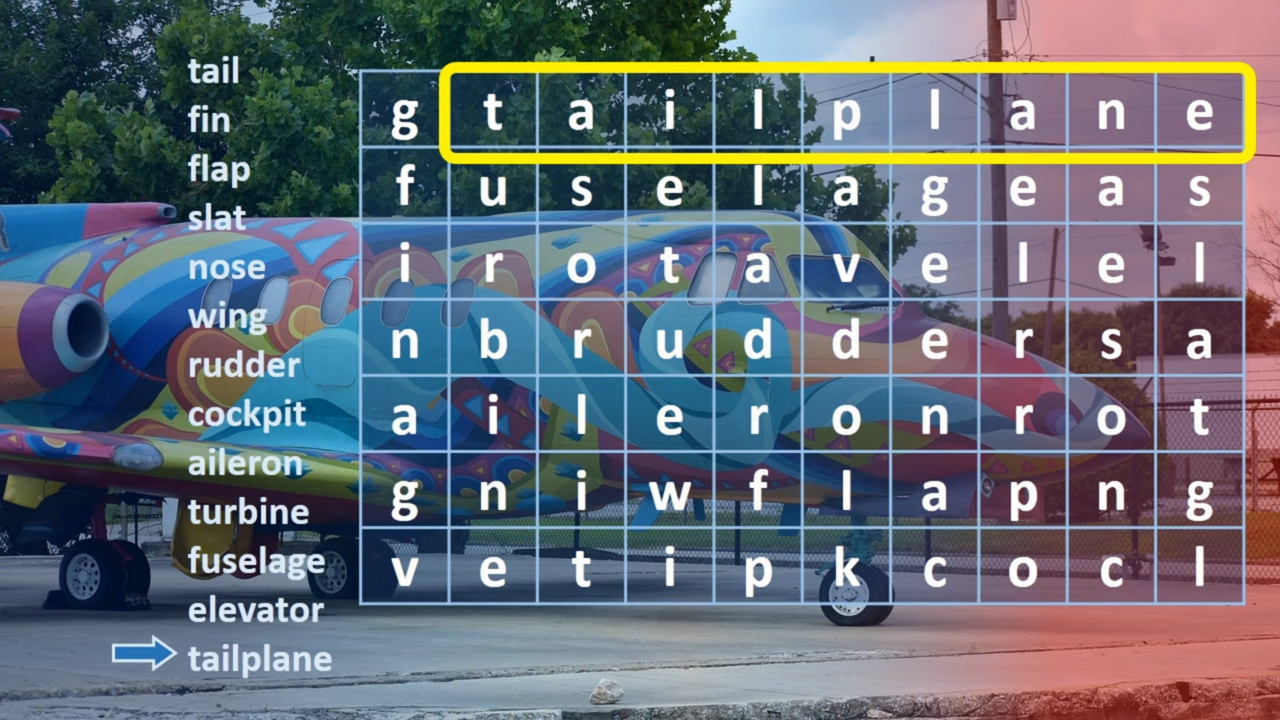 tail
fin
flap
slat
nose
wing
rudder
cockpit
aileron
turbine
fuselage
elevator
tailplane
g t a i l p l a n e
f u s e l a g e a s
i r o t a v e l e l
n b r u d d e r s a
a i l e r o n r o t
g n i w f l a p n g
v e t i p k c o c l